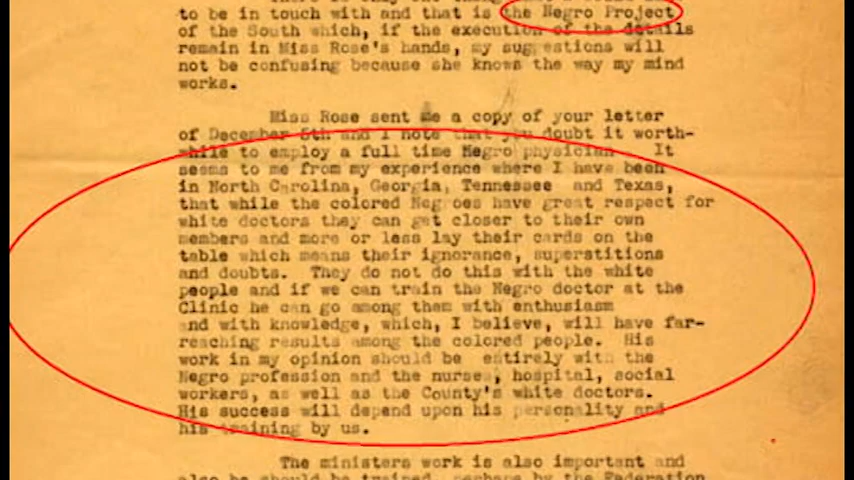 to be in touch with and that is the Negro Project
of the South which, if the execution of the details
remain in Miss Rose's hands, my suggestions will
not be confusing because she knows the way my mind
works.
Miss Rose sent me a copy of your letter
of December 5th and I note that you doubt it worth-
while to employ a full time Negro physician It
seems to me from my experience where I have been
in North Carolina, Georgia, Tennessee and Texas,
that while the colored Negroes have great respect for
white doctors they can get closer to their own
members and more or less lay their cards on the
table which means their ignorance, superstitions
and doubts. They do not do this with the white
people and if we can train the Negro doctor at the
Clinic he can go among them with enthusiasm
and with knowledge, which, I believe, will have far-
reaching results among the colored people. His
work in my opinion should be entirely with the
Negro profession and the nurses, hospital, social
workers, as well as the County's white doctors.
His success will depend upon his personality and
his training by us.
The ministers work is also important and
also he should be trained, perhaps by the Federation